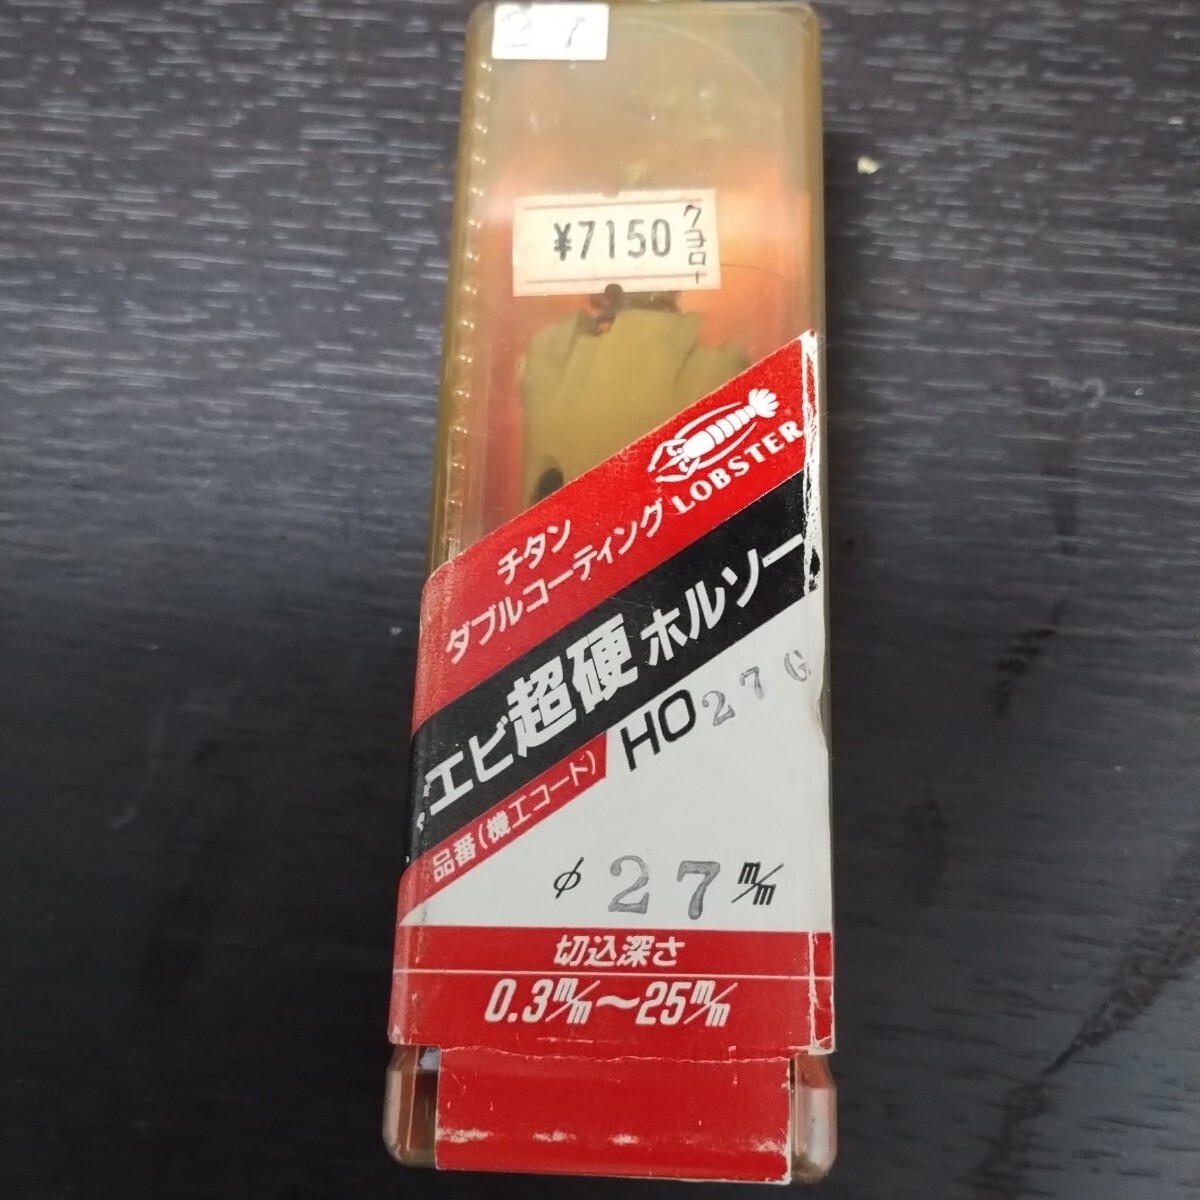 27
¥7150
クヨロー
LOBSTER
チタン
ダブルコーティング
エビ超硬ホルソー
品番(機工コード)
HO27G
φ27m/m
切込深さ
0.3m/m〜25m/m